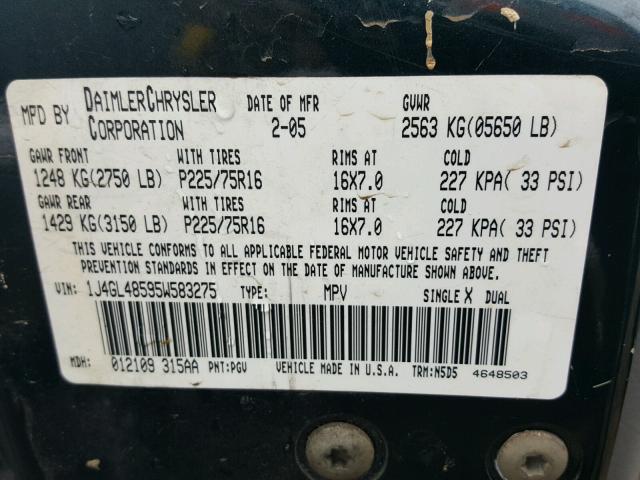 MFD BY DAIMLERCHRYSLER CORPORATION DATE OF MFR 2-05 GVWR 2563 KG(05650 LB)
GAWR FRONT WITH TIRES RIMS AT COLD
1248 KG(2750 LB) P225/75R16 16X7.0 227 KPA( 33 PSI)
GAWR REAR WITH TIRES RIMS AT COLD
1429 KG(3150 LB) P225/75R16 16X7.0 227 KPA( 33 PSI)
THIS VEHICLE CONFORMS TO ALL APPLICABLE FEDERAL MOTOR VEHICLE SAFETY AND THEFT
PREVENTION STANDARDS IN EFFECT ON THE DATE OF MANUFACTURE SHOWN ABOVE.
VIN: 1J4GL48595W583275 TYPE: MPV SINGLE X DUAL
MDH: 012109 315AA PNT:PGV VEHICLE MADE IN U.S.A. TRM:N5D5 4648503